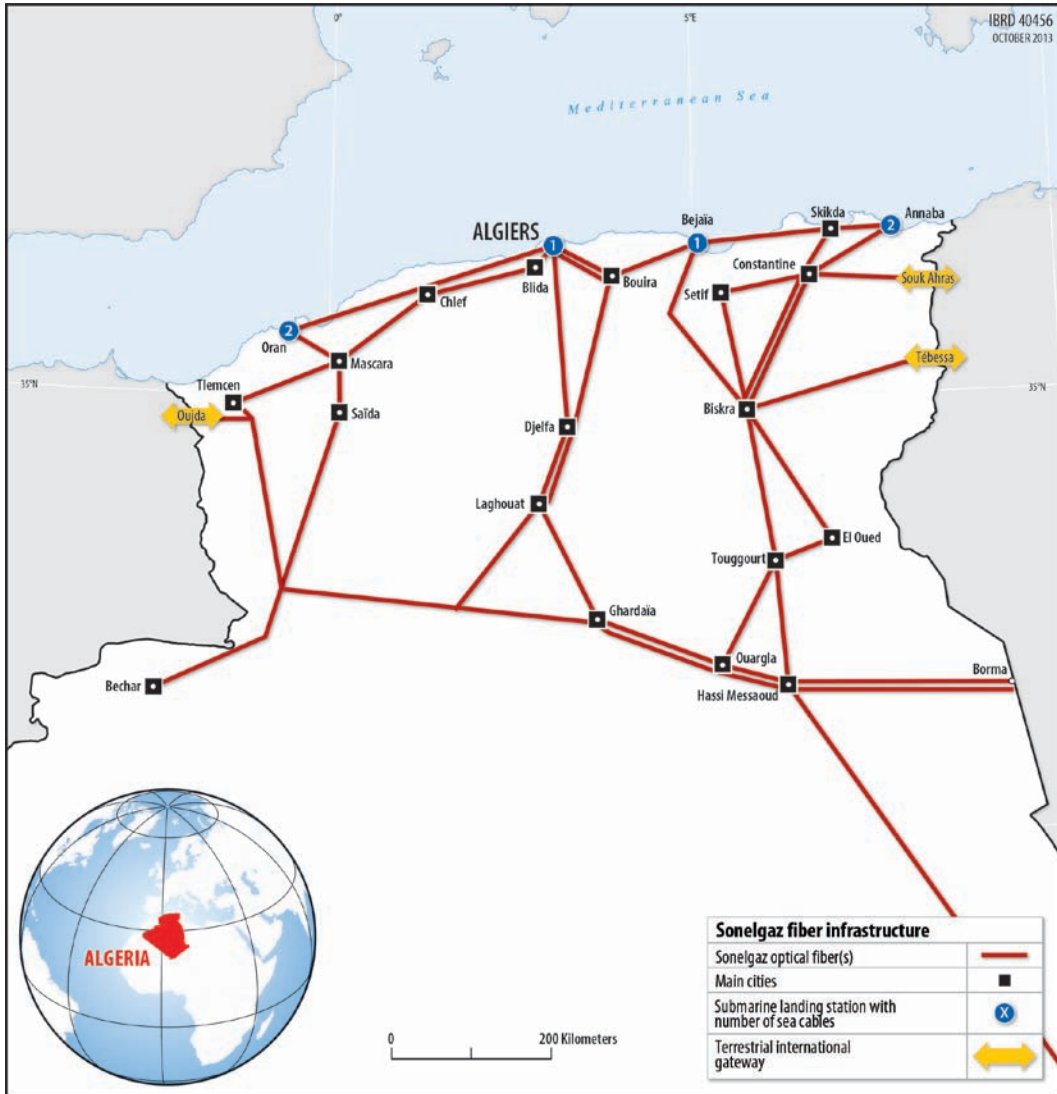 0°
5°E
IBRD 40456
OCTOBER 2013
Mediterranean Sea
Skikda
Annaba
2
Bejaïa
1
ALGIERS
1
Constantine
Souk Ahras
Blida
Bouira
Setif
Chlef
2
Oran
Mascara
Tébessa
35°N
35°N
Tlemcen
Oujda
Saïda
Biskra
Djelfa
Laghouat
El Oued
Touggourt
Ghardaïa
Ouargla
Borma
Bechar
Hassi Messaoud
ALGERIA
0
200 Kilometers
Sonelgaz fiber infrastructure
Sonelgaz optical fiber(s)
Main cities
Submarine landing station with
number of sea cables
X
Terrestrial international
gateway